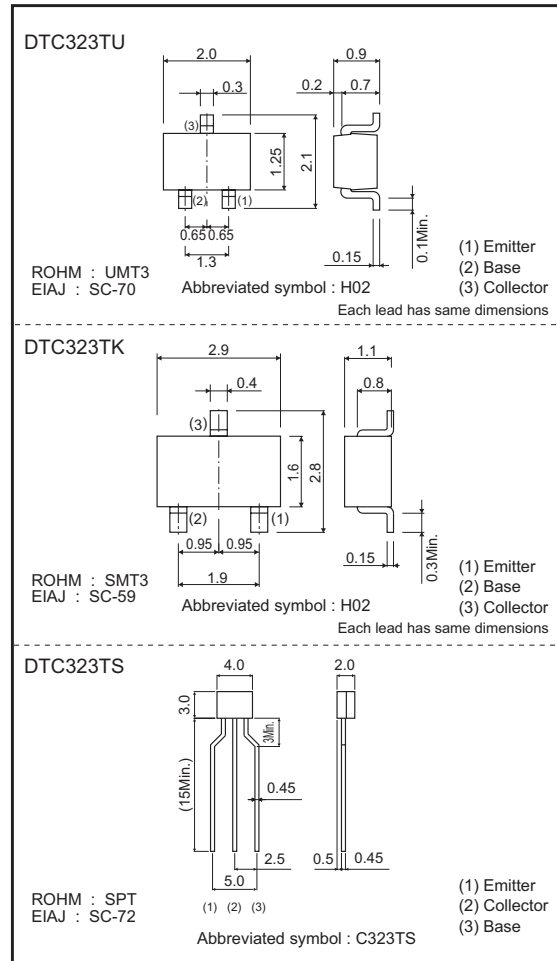 DTC323TU
2.0
0.9
0.3
0.2
0.7
(3)
1.25
2.1
(2)
(1)
0.65
0.65
1.3
0.15
0.1Min.
ROHM : UMT3
EIAJ : SC-70
Abbreviated symbol : H02
(1) Emitter
(2) Base
(3) Collector
Each lead has same dimensions
DTC323TK
2.9
1.1
0.4
0.8
(3)
1.6
2.8
(2)
(1)
0.95
0.95
1.9
0.15
0.3Min.
ROHM : SMT3
EIAJ : SC-59
Abbreviated symbol : H02
(1) Emitter
(2) Base
(3) Collector
Each lead has same dimensions
DTC323TS
4.0
2.0
3.0
3Min.
(15Min.)
0.45
2.5
0.5
0.45
5.0
(1) (2) (3)
ROHM : SPT
EIAJ : SC-72
Abbreviated symbol : C323TS
(1) Emitter
(2) Collector
(3) Base